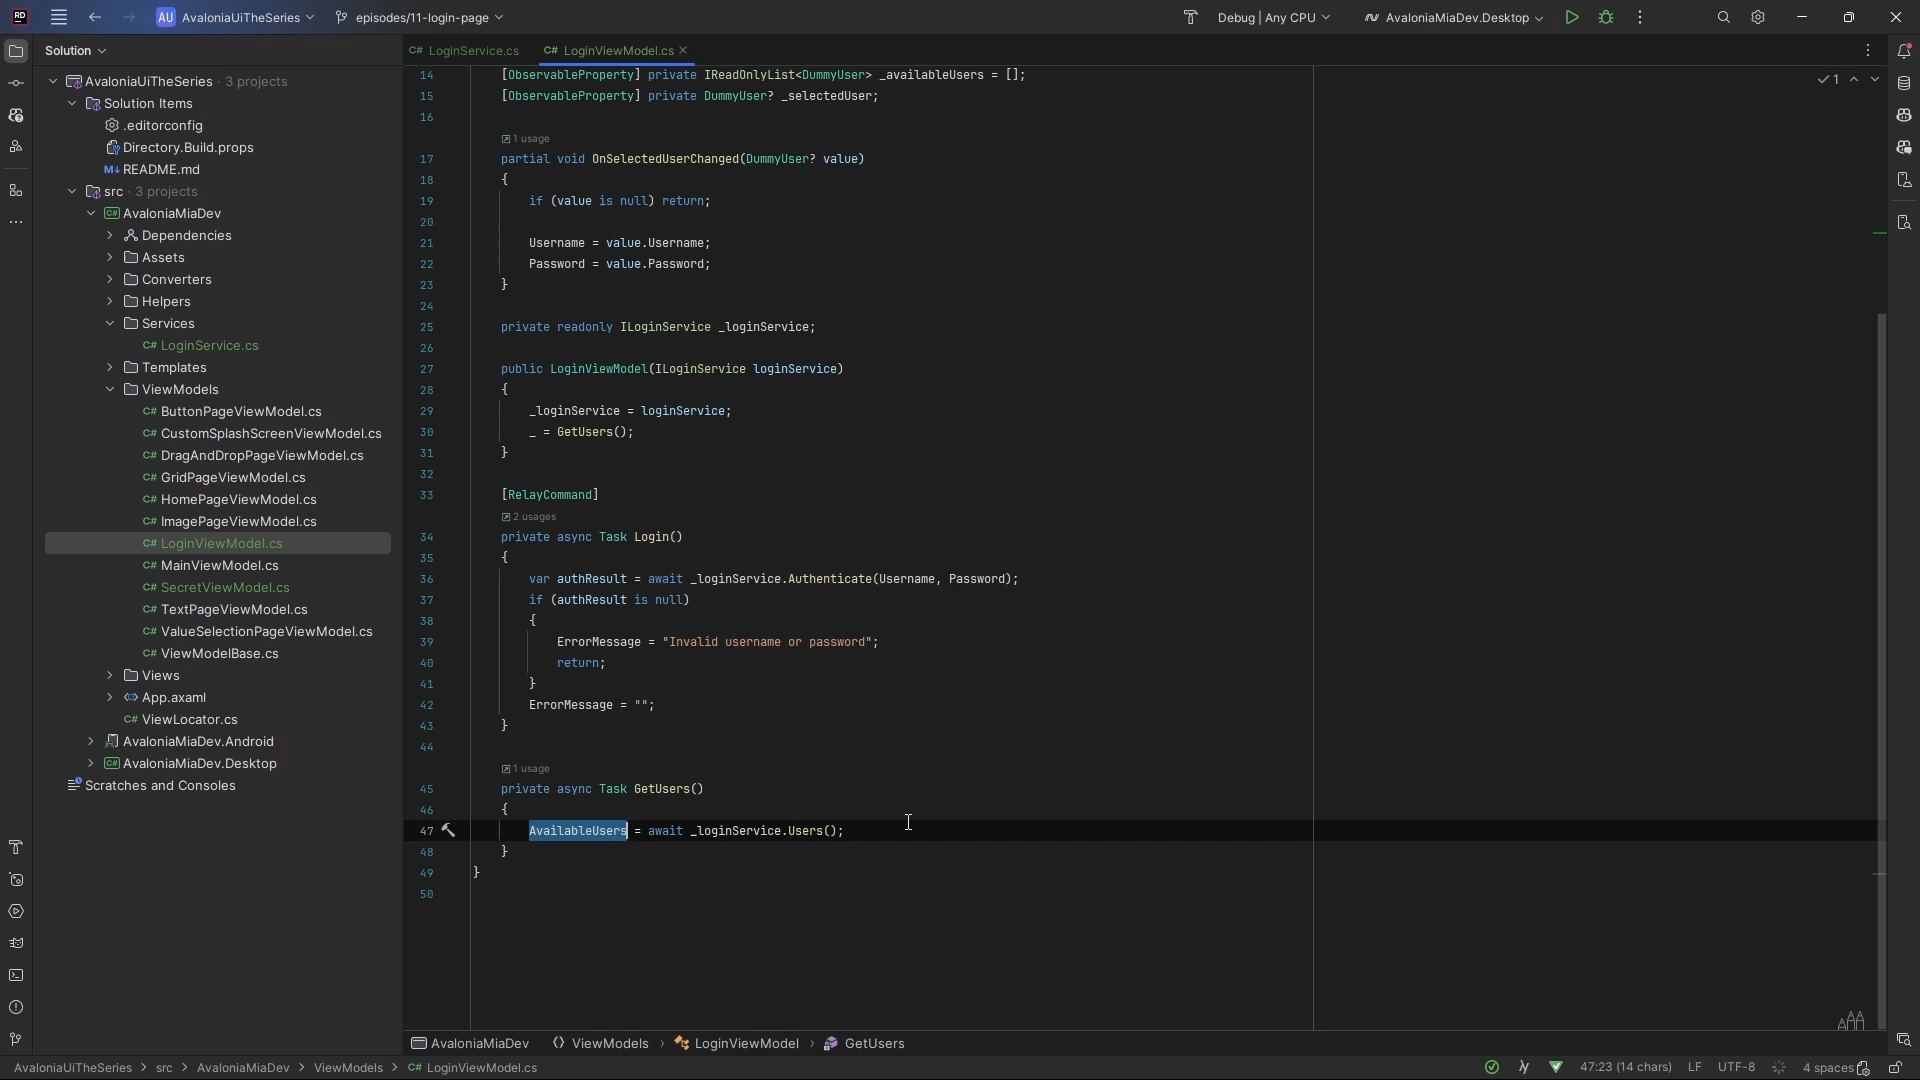 RD
AU AvaloniaUiTheSeries
episodes/11-login-page
Debug | Any CPU
AvaloniaMiaDev.Desktop
Solution
C# LoginService.cs
C# LoginViewModel.cs
AvaloniaUiTheSeries · 3 projects
Solution Items
.editorconfig
Directory.Build.props
M↓ README.md
src · 3 projects
C# AvaloniaMiaDev
Dependencies
Assets
Converters
Helpers
Services
C# LoginService.cs
Templates
ViewModels
C# ButtonPageViewModel.cs
C# CustomSplashScreenViewModel.cs
C# DragAndDropPageViewModel.cs
C# GridPageViewModel.cs
C# HomePageViewModel.cs
C# ImagePageViewModel.cs
C# LoginViewModel.cs
C# MainViewModel.cs
C# SecretViewModel.cs
C# TextPageViewModel.cs
C# ValueSelectionPageViewModel.cs
C# ViewModelBase.cs
Views
App.axaml
C# ViewLocator.cs
AvaloniaMiaDev.Android
C# AvaloniaMiaDev.Desktop
Scratches and Consoles
14 [ObservableProperty] private IReadOnlyList<DummyUser> _availableUsers = [];
15 [ObservableProperty] private DummyUser? _selectedUser;
16
1 usage
17 partial void OnSelectedUserChanged(DummyUser? value)
18 {
19 if (value is null) return;
20
21 Username = value.Username;
22 Password = value.Password;
23 }
24
25 private readonly ILoginService _loginService;
26
27 public LoginViewModel(ILoginService loginService)
28 {
29 _loginService = loginService;
30 _ = GetUsers();
31 }
32
33 [RelayCommand]
2 usages
34 private async Task Login()
35 {
36 var authResult = await _loginService.Authenticate(Username, Password);
37 if (authResult is null)
38 {
39 ErrorMessage = "Invalid username or password";
40 return;
41 }
42 ErrorMessage = "";
43 }
44
1 usage
45 private async Task GetUsers()
46 {
47 AvailableUsers = await _loginService.Users();
48 }
49 }
50
1
AvaloniaMiaDev
ViewModels › LoginViewModel › GetUsers
AvaloniaUiTheSeries › src › AvaloniaMiaDev › ViewModels › C# LoginViewModel.cs
47:23 (14 chars) LF UTF-8 4 spaces